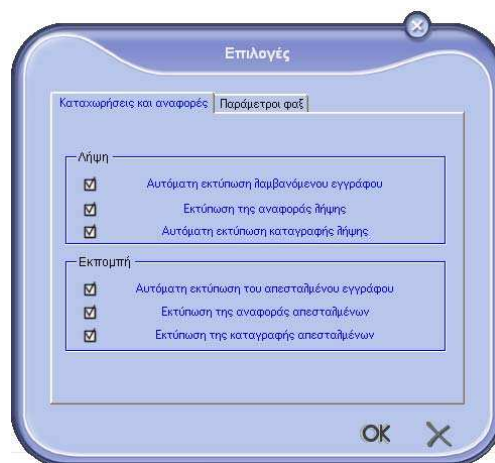 Επιλογές
Καταχωρήσεις και αναφορές Παράμετροι φαξ
Λήψη
Αυτόματη εκτύπωση λαμβανόμενου εγγράφου
Εκτύπωση της αναφοράς λήψης
Αυτόματη εκτύπωση καταγραφής λήψης
Εκπομπή
Αυτόματη εκτύπωση του απεσταλμένου εγγράφου
Εκτύπωση της αναφοράς απεσταλμένων
Εκτύπωση της καταγραφής απεσταλμένων
OK